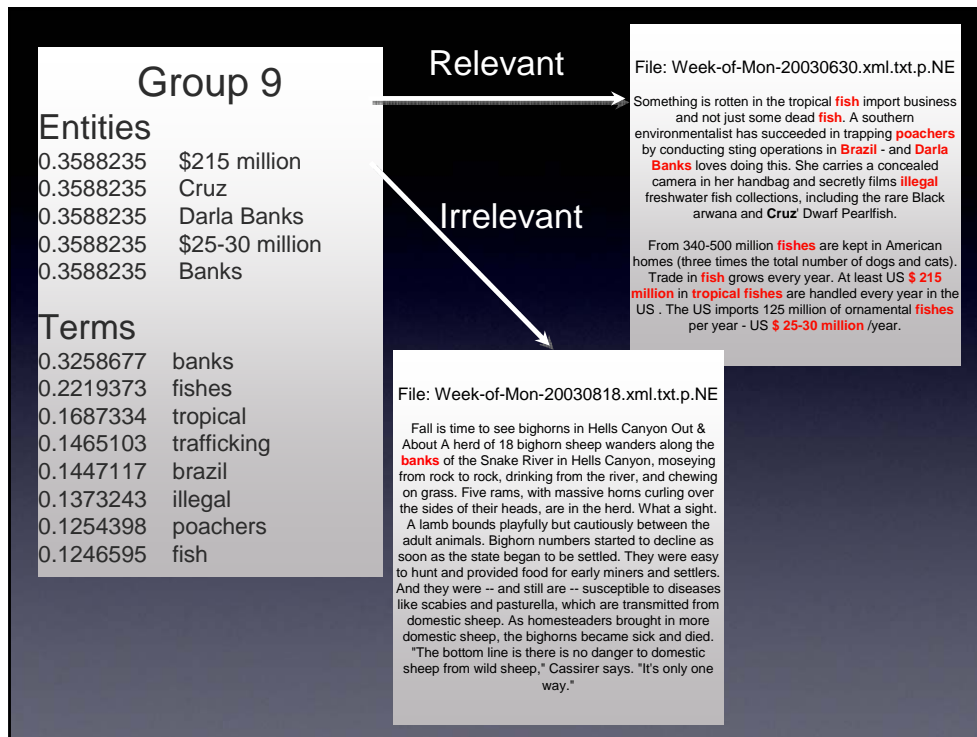 Group 9
Entities
0.3588235 $215 million
0.3588235 Cruz
0.3588235 Darla Banks
0.3588235 $25-30 million
0.3588235 Banks
Terms
0.3258677 banks
0.2219373 fishes
0.1687334 tropical
0.1465103 trafficking
0.1447117 brazil
0.1373243 illegal
0.1254398 poachers
0.1246595 fish
Relevant
Irrelevant
File: Week-of-Mon-20030630.xml.txt.p.NE
Something is rotten in the tropical fish import business
and not just some dead fish. A southern
environmentalist has succeeded in trapping poachers
by conducting sting operations in Brazil - and Darla
Banks loves doing this. She carries a concealed
camera in her handbag and secretly films illegal
freshwater fish collections, including the rare Black
arwana and Cruz' Dwarf Pearlfish.
From 340-500 million fishes are kept in American
homes (three times the total number of dogs and cats).
Trade in fish grows every year. At least US $ 215
million in tropical fishes are handled every year in the
US . The US imports 125 million of ornamental fishes
per year - US $ 25-30 million /year.
File: Week-of-Mon-20030818.xml.txt.p.NE
Fall is time to see bighorns in Hells Canyon Out &
About A herd of 18 bighorn sheep wanders along the
banks of the Snake River in Hells Canyon, moseying
from rock to rock, drinking from the river, and chewing
on grass. Five rams, with massive horns curling over
the sides of their heads, are in the herd. What a sight.
A lamb bounds playfully but cautiously between the
adult animals. Bighorn numbers started to decline as
soon as the state began to be settled. They were easy
to hunt and provided food for early miners and settlers.
And they were -- and still are -- susceptible to diseases
like scabies and pasturella, which are transmitted from
domestic sheep. As homesteaders brought in more
domestic sheep, the bighorns became sick and died.
"The bottom line is there is no danger to domestic
sheep from wild sheep," Cassirer says. "It's only one
way."